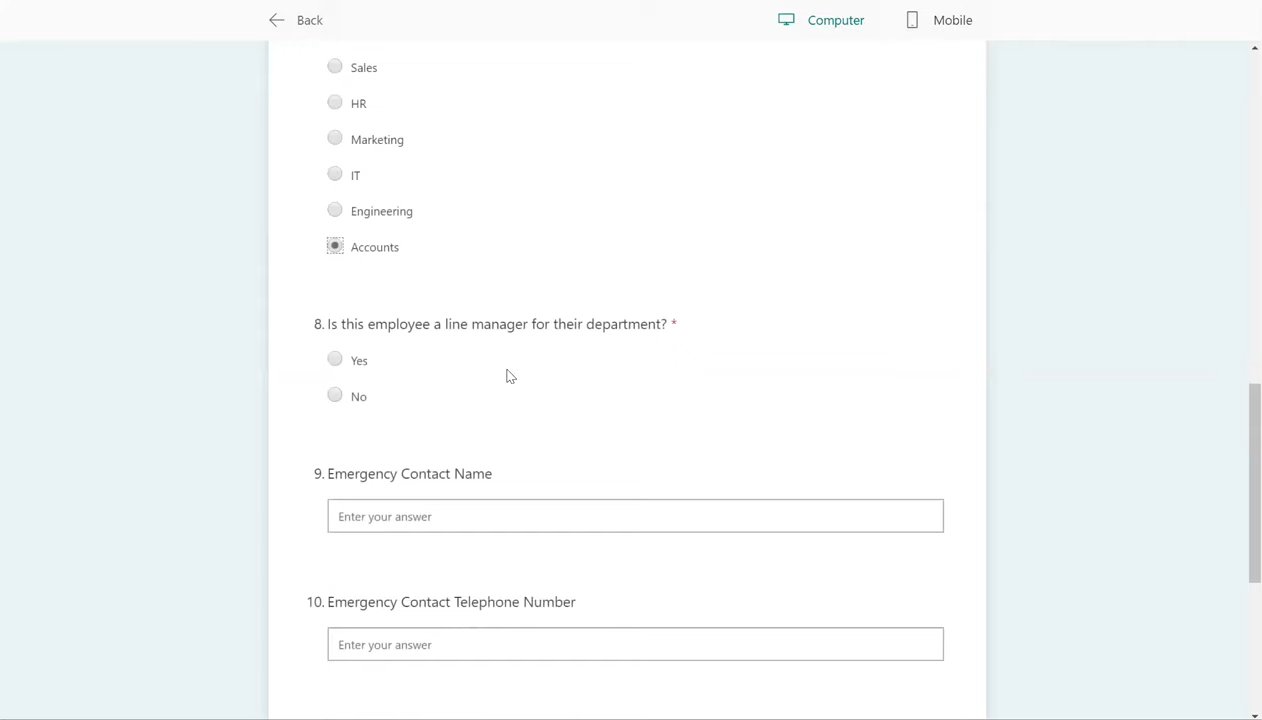 Back
Computer
Mobile
Sales
HR
Marketing
IT
Engineering
Accounts
8. Is this employee a line manager for their department? *
Yes
No
9. Emergency Contact Name
Enter your answer
10. Emergency Contact Telephone Number
Enter your answer